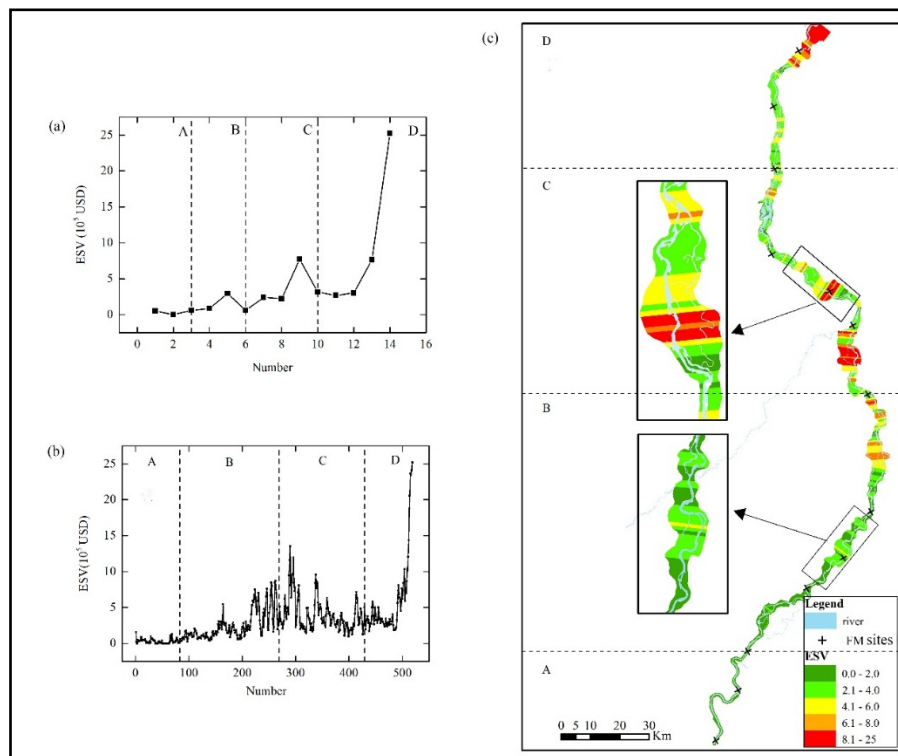 (a)
A B C D
25
20
15
10
5
0
ESV (10⁵ USD)
0 2 4 6 8 10 12 14 16
Number
(b)
A B C D
25
20
15
10
5
0
ESV(10⁵ USD)
0 100 200 300 400 500
Number
(c)
D
C
B
A
0 5 10 20 30
Km
Legend
river
FM sites
ESV
0.0 - 2.0
2.1 - 4.0
4.1 - 6.0
6.1 - 8.0
8.1 - 25